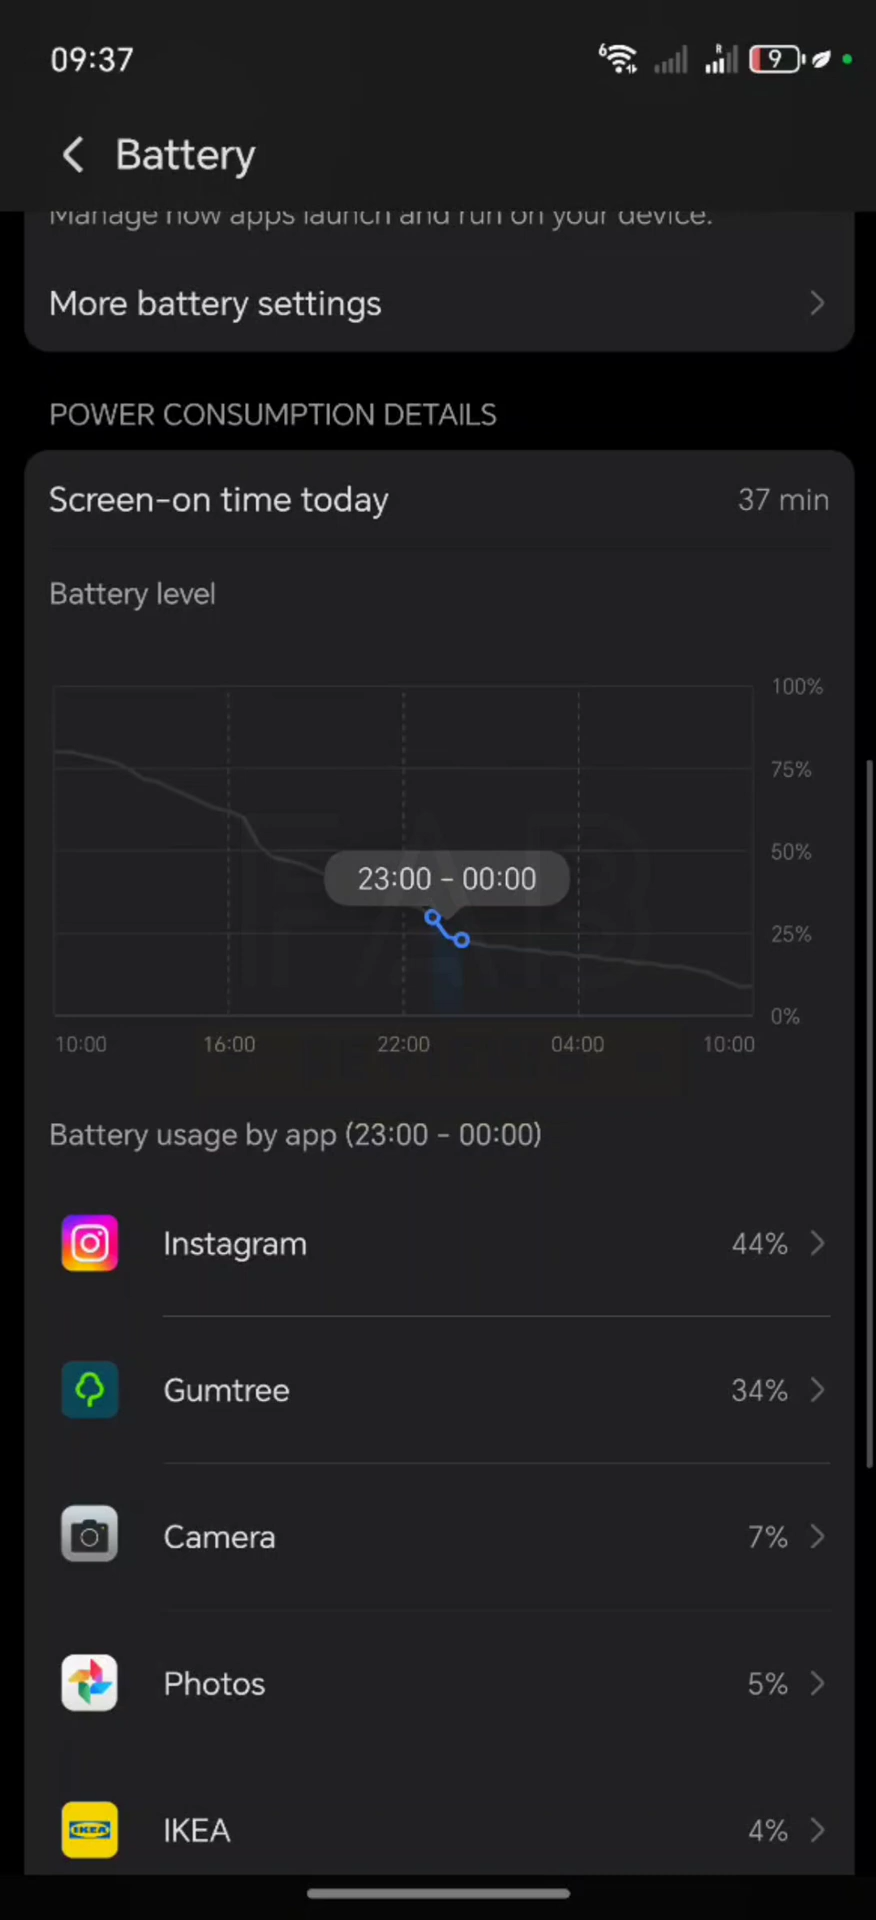 09:37
6
R
9
Battery
Manage how apps launch and run on your device.
More battery settings
POWER CONSUMPTION DETAILS
Screen-on time today
37 min
Battery level
100%
75%
50%
25%
0%
FAB
23:00 - 00:00
10:00 16:00 22:00 04:00 10:00
Battery usage by app (23:00 - 00:00)
Instagram 44%
Gumtree 34%
Camera 7%
Photos 5%
IKEA
IKEA 4%